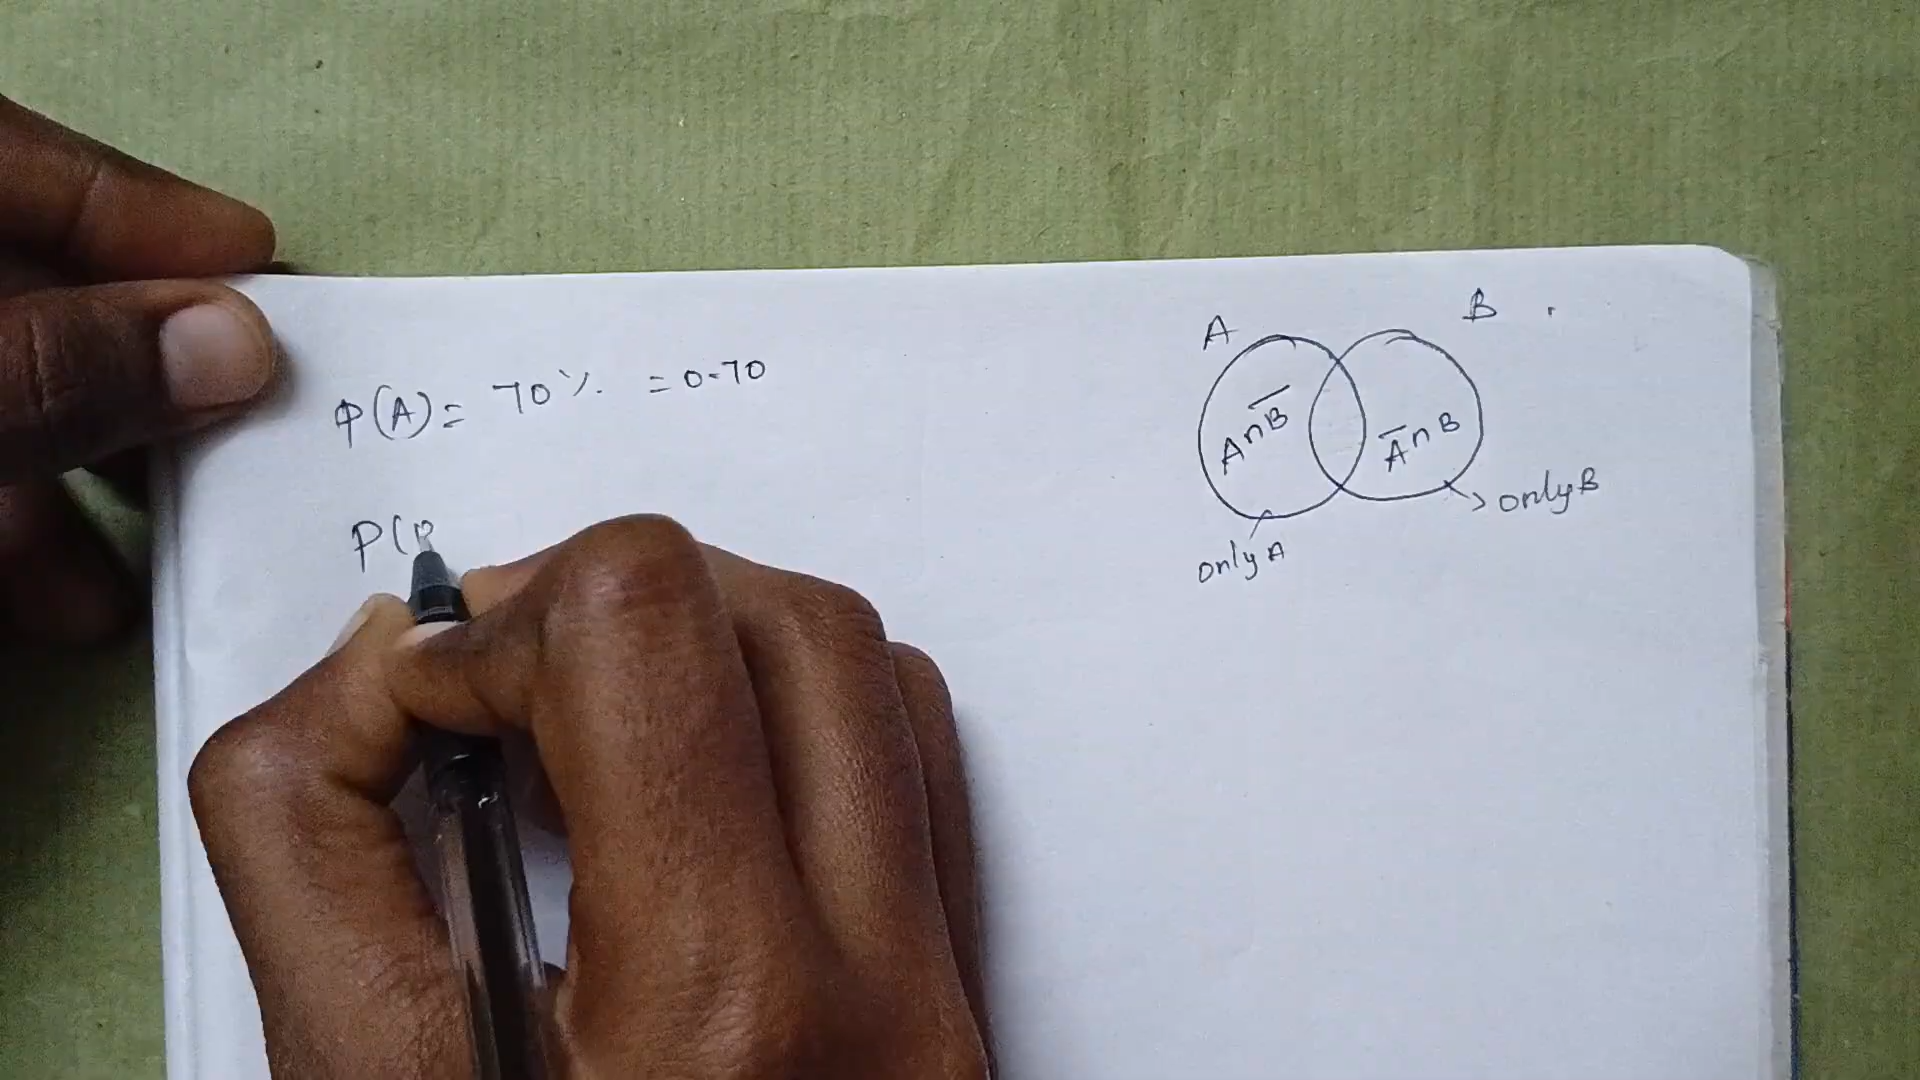 P(A) = 70% = 0.70
P(
A
B
A∩B̅
A̅∩B
only B
only A